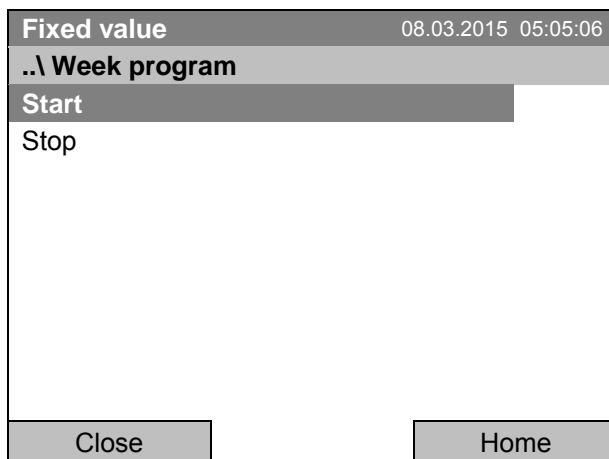 Fixed value 08.03.2015 05:05:06
..\ Week program
Start
Stop
Close Home